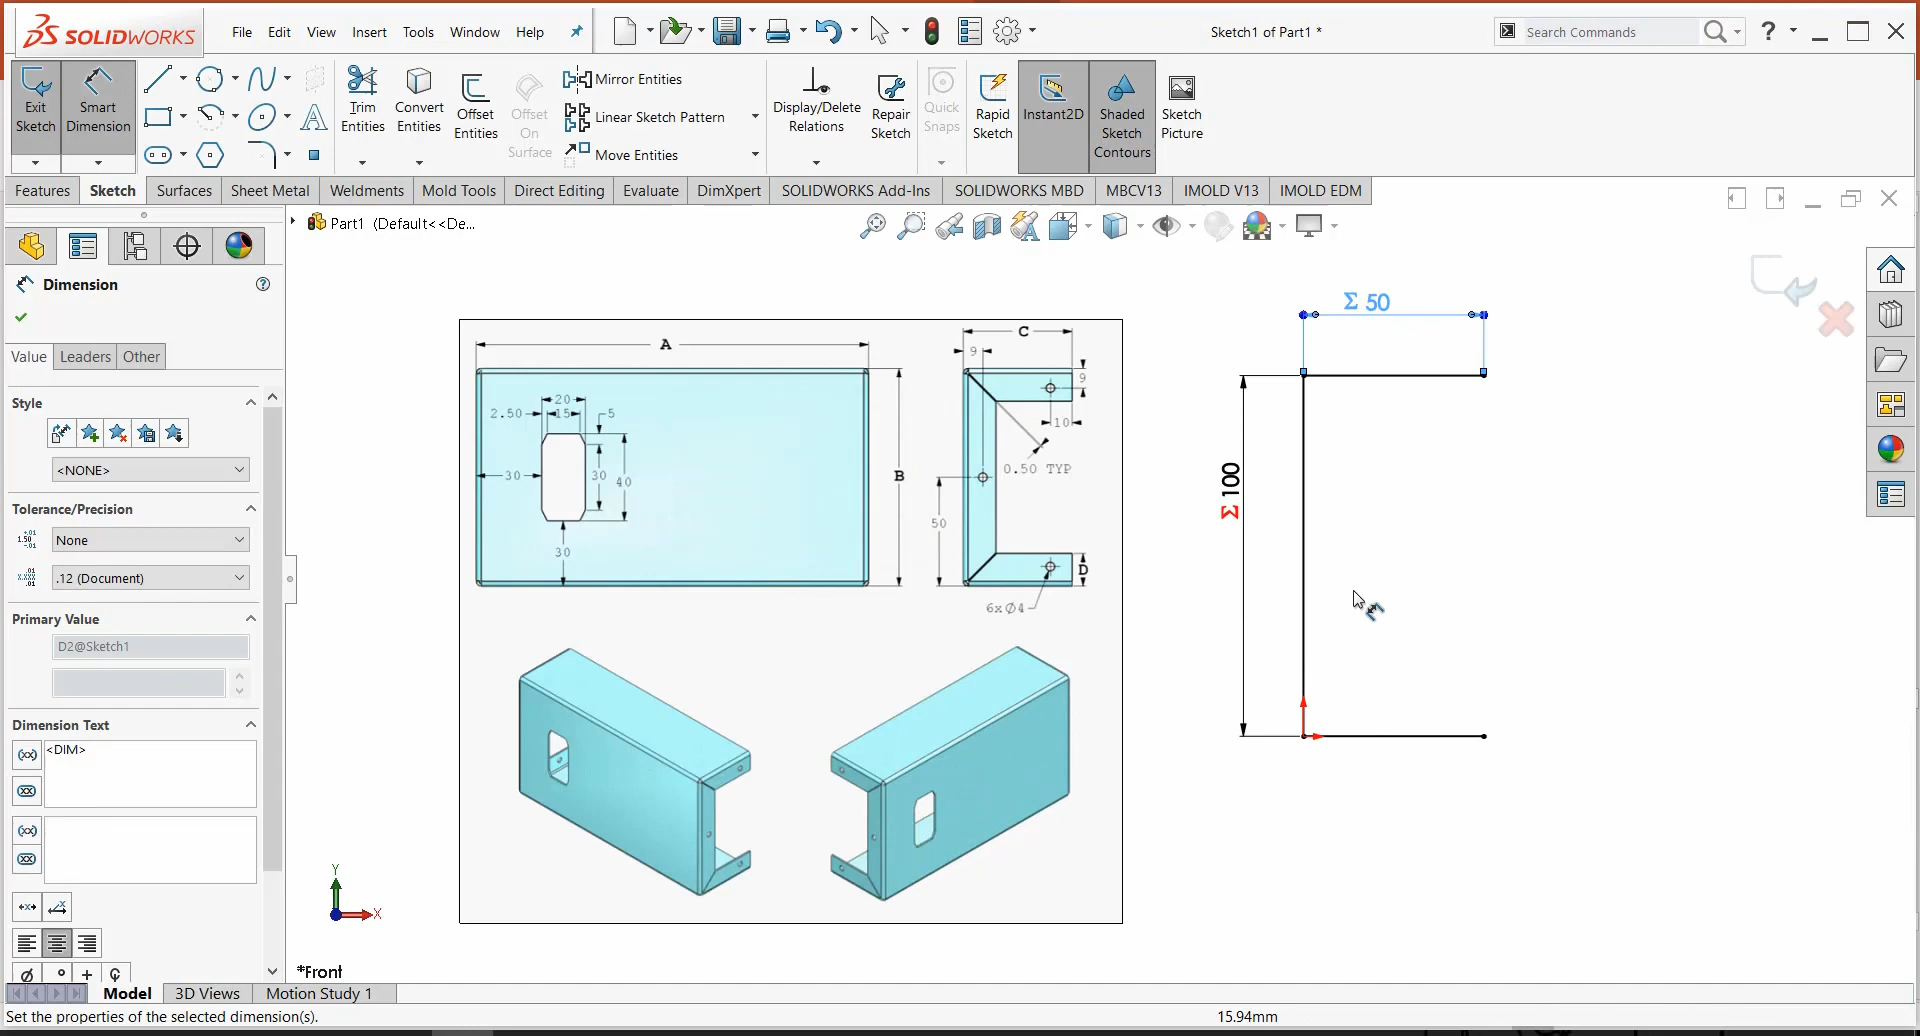 SOLIDWORKS
File Edit View Insert Tools Window Help
Sketch1 of Part1 *
Search Commands
?
Exit Sketch
Smart Dimension
Trim Entities
Convert Entities
Offset Entities
Offset On Surface
Mirror Entities
Linear Sketch Pattern
Move Entities
Display/Delete Relations
Repair Sketch
Quick Snaps
Rapid Sketch
Instant2D
Shaded Sketch Contours
Sketch Picture
Features Sketch Surfaces Sheet Metal Weldments Mold Tools Direct Editing Evaluate DimXpert SOLIDWORKS Add-Ins SOLIDWORKS MBD MBCV13 IMOLD V13 IMOLD EDM
Part1 (Default<<De...
Dimension
Value Leaders Other
Style
<NONE>
Tolerance/Precision
None
.12 (Document)
Primary Value
D2@Sketch1
Dimension Text
<DIM>
A
C
9
9
20
2.50
15
5
10
0.50 TYP
30
30
40
B
50
30
D
6xØ4
Σ 50
Σ 100
Y
X
*Front
Model 3D Views Motion Study 1
Set the properties of the selected dimension(s).
15.94mm